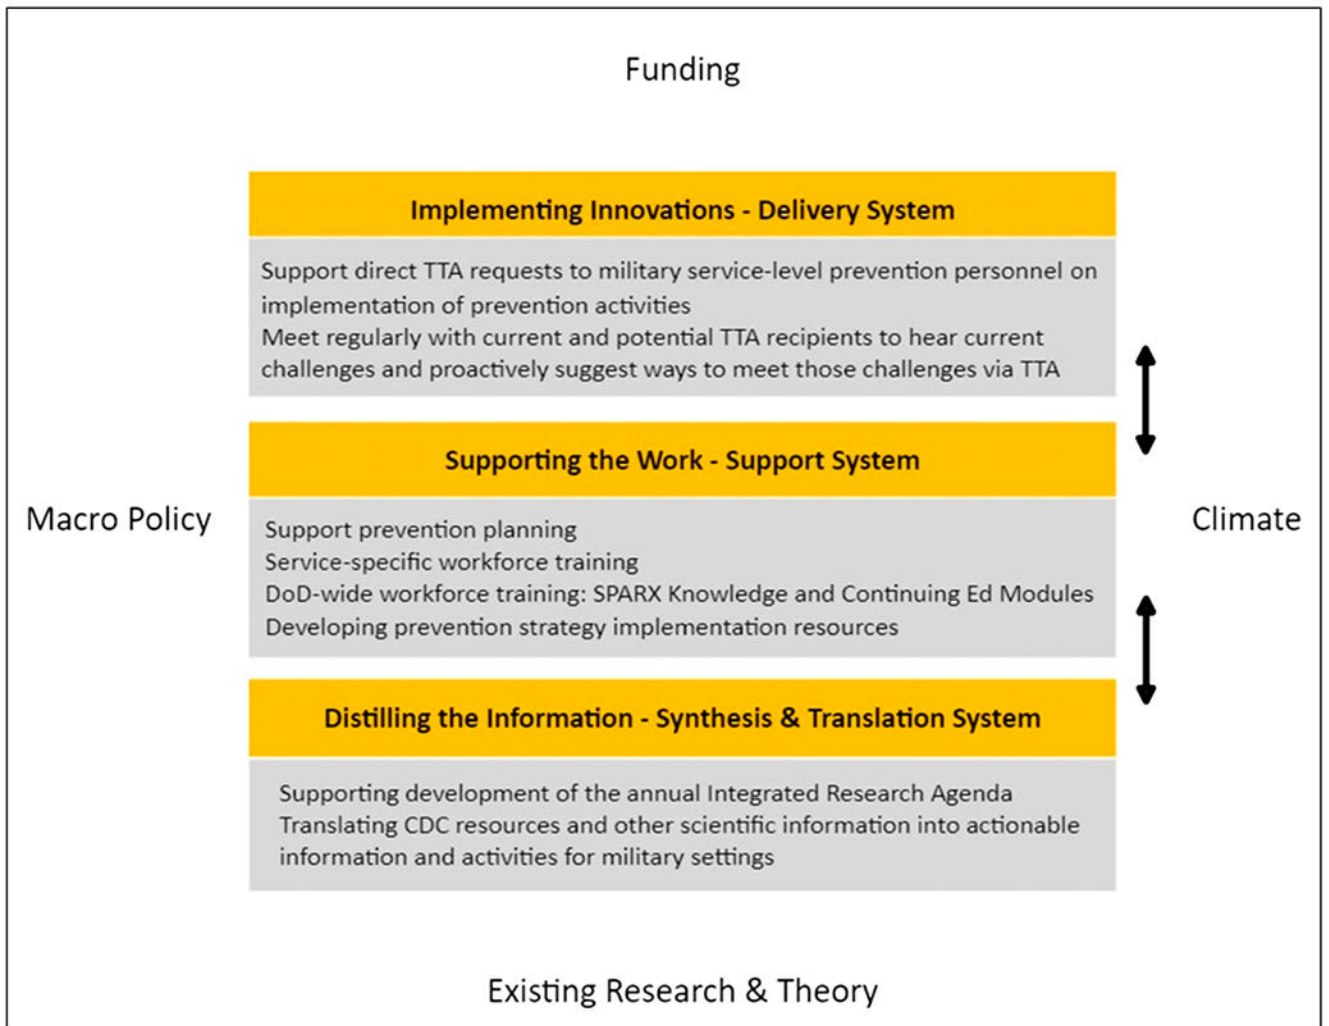 Funding
Implementing Innovations - Delivery System
Support direct TTA requests to military service-level prevention personnel on
implementation of prevention activities
Meet regularly with current and potential TTA recipients to hear current
challenges and proactively suggest ways to meet those challenges via TTA
Supporting the Work - Support System
Macro Policy
Climate
Support prevention planning
Service-specific workforce training
DoD-wide workforce training: SPARX Knowledge and Continuing Ed Modules
Developing prevention strategy implementation resources
Distilling the Information - Synthesis & Translation System
Supporting development of the annual Integrated Research Agenda
Translating CDC resources and other scientific information into actionable
information and activities for military settings
Existing Research & Theory